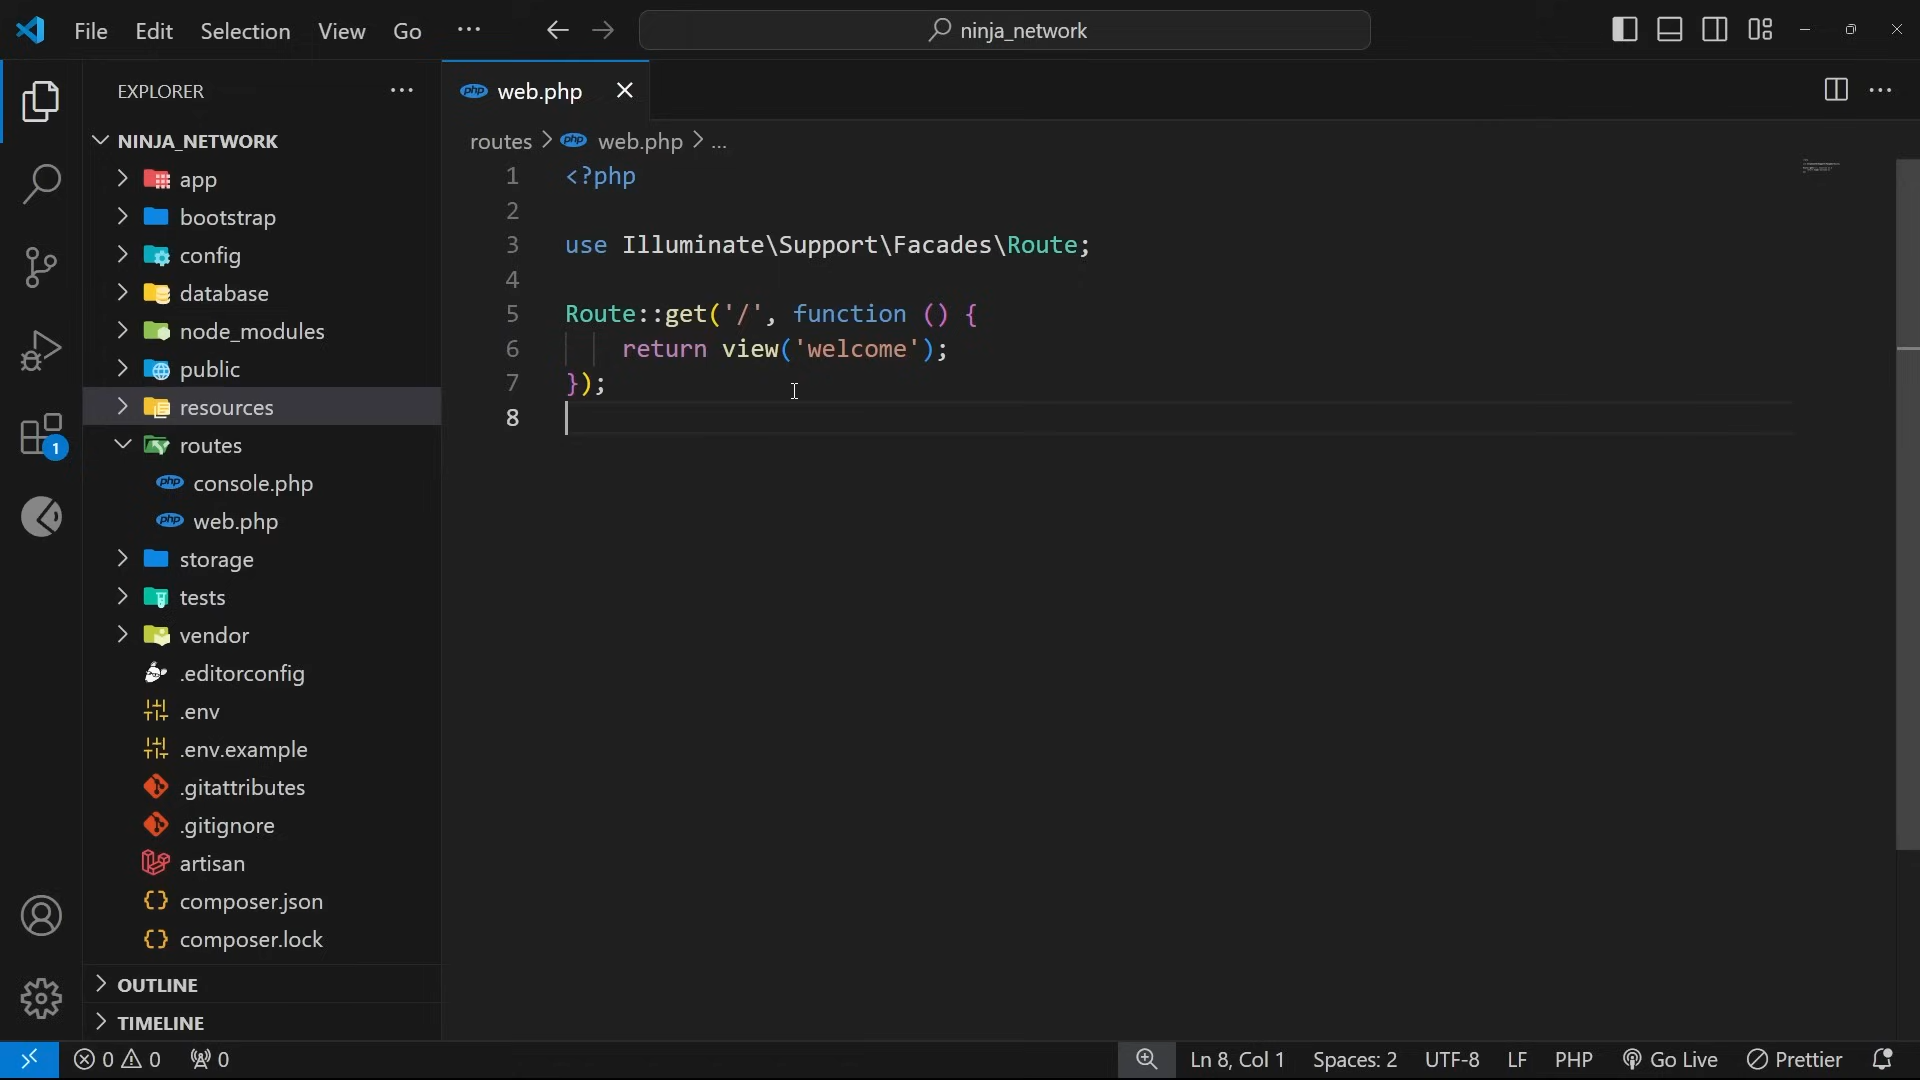 File Edit Selection View Go ... ninja_network
EXPLORER ...
NINJA_NETWORK
app
bootstrap
config
database
node_modules
public
resources
routes
console.php
web.php
storage
tests
vendor
.editorconfig
.env
.env.example
.gitattributes
.gitignore
artisan
composer.json
composer.lock
OUTLINE
TIMELINE
1
php web.php
routes > php web.php > ...
1 <?php
2
3 use Illuminate\Support\Facades\Route;
4
5 Route::get('/', function () {
6 return view('welcome');
7 });
8
0 0 0 Ln 8, Col 1 Spaces: 2 UTF-8 LF PHP Go Live Prettier